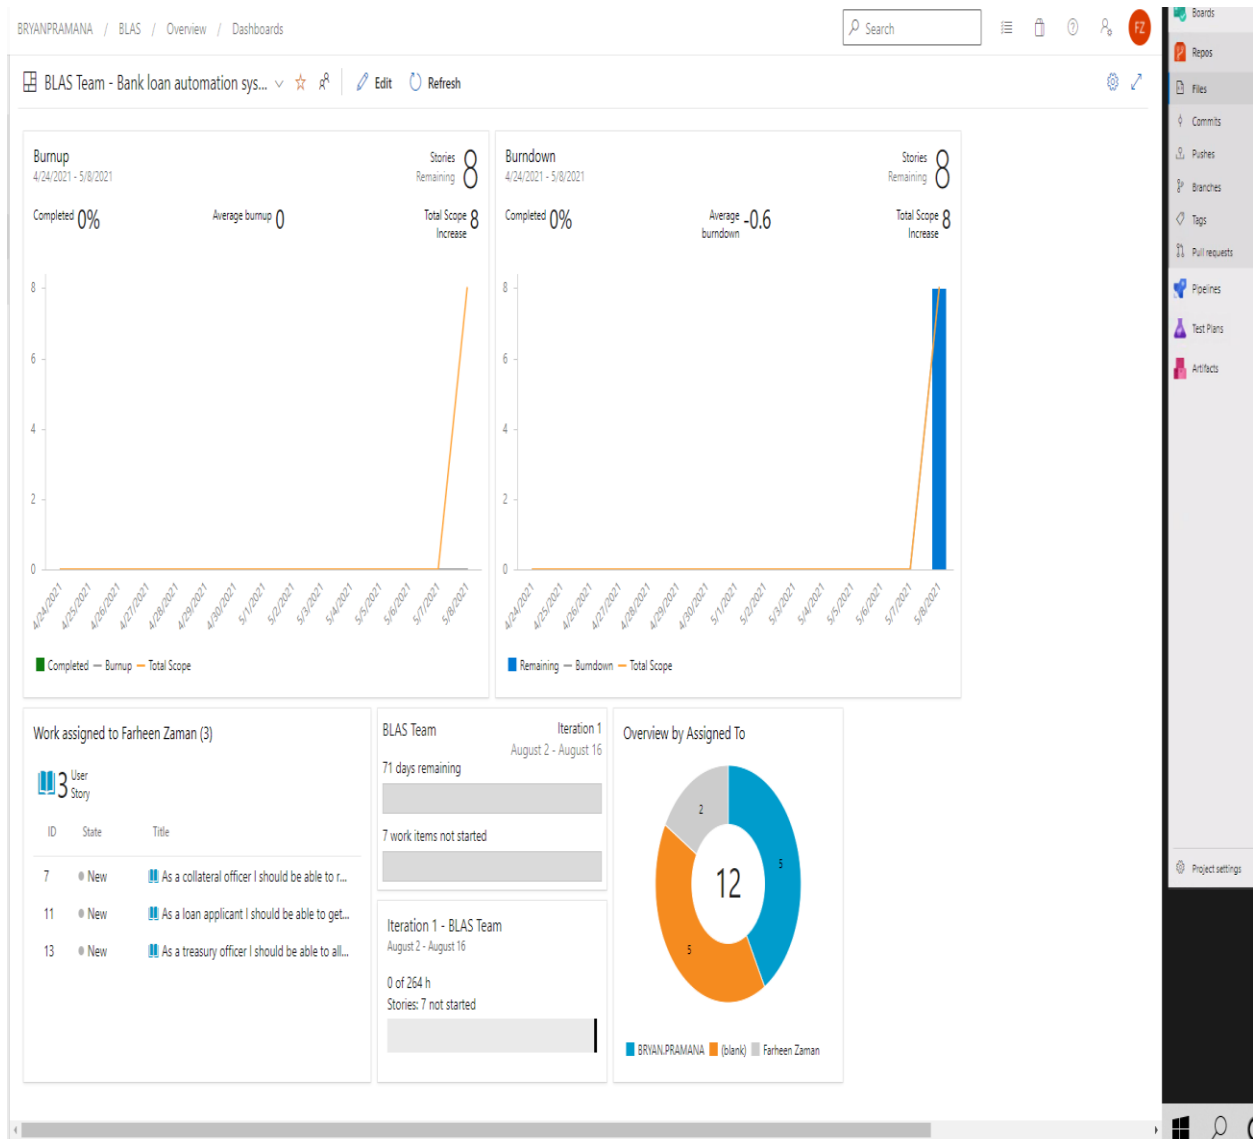 BRYANPRAMANA / BLAS / Overview / Dashboards
Search
FZ
BLAS Team - Bank loan automation sys...
Edit
Refresh
Burnup
4/24/2021 - 5/8/2021
Stories Remaining 8
Completed 0%
Average burnup 0
Total Scope Increase 8
8
6
4
2
0
4/24/2021 4/25/2021 4/26/2021 4/27/2021 4/28/2021 4/29/2021 4/30/2021 5/1/2021 5/2/2021 5/3/2021 5/4/2021 5/5/2021 5/6/2021 5/7/2021 5/8/2021
Completed Burnup Total Scope
Burndown
4/24/2021 - 5/8/2021
Stories Remaining 8
Completed 0%
Average burndown -0.6
Total Scope Increase 8
8
6
4
2
0
4/24/2021 4/25/2021 4/26/2021 4/27/2021 4/28/2021 4/29/2021 4/30/2021 5/1/2021 5/2/2021 5/3/2021 5/4/2021 5/5/2021 5/6/2021 5/7/2021 5/8/2021
Remaining Burndown Total Scope
Work assigned to Farheen Zaman (3)
3 User Story
ID State Title
7 New As a collateral officer I should be able to r...
11 New As a loan applicant I should be able to get...
13 New As a treasury officer I should be able to all...
BLAS Team
Iteration 1
August 2 - August 16
71 days remaining
7 work items not started
Iteration 1 - BLAS Team
August 2 - August 16
0 of 264 h
Stories: 7 not started
Overview by Assigned To
2
5
5
12
BRYAN.PRAMANA (blank) Farheen Zaman
Boards
Repos
Files
Commits
Pushes
Branches
Tags
Pull requests
Pipelines
Test Plans
Artifacts
Project settings